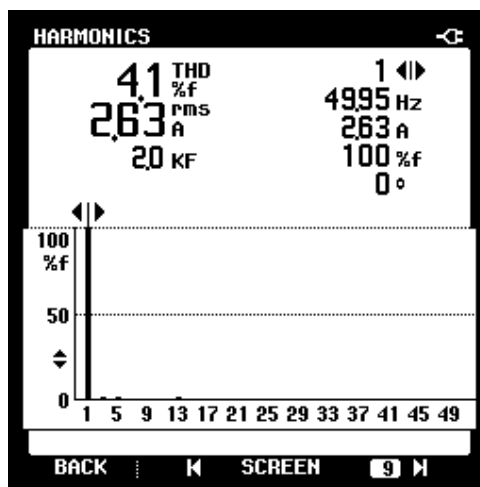 HARMONICS
4.1 THD %f
2.63 rms A
2.0 KF
1
49.95 Hz
2.63 A
100 %f
0 °
100
%f
50
0
1 5 9 13 17 21 25 29 33 37 41 45 49
BACK SCREEN 9